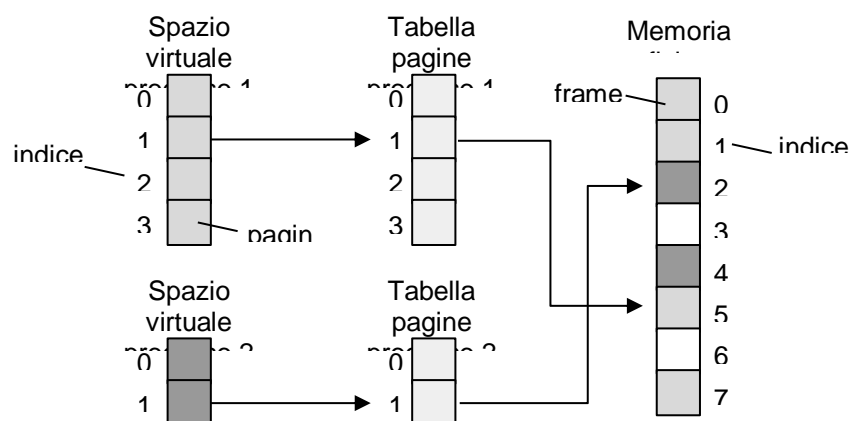 Spazio
virtuale
0
1
2
3
indice
pagin
Tabella
pagine
0
1
2
3
Memoria
frame
0
1
2
3
4
5
6
7
indice
Spazio
virtuale
0
1
Tabella
pagine
0
1